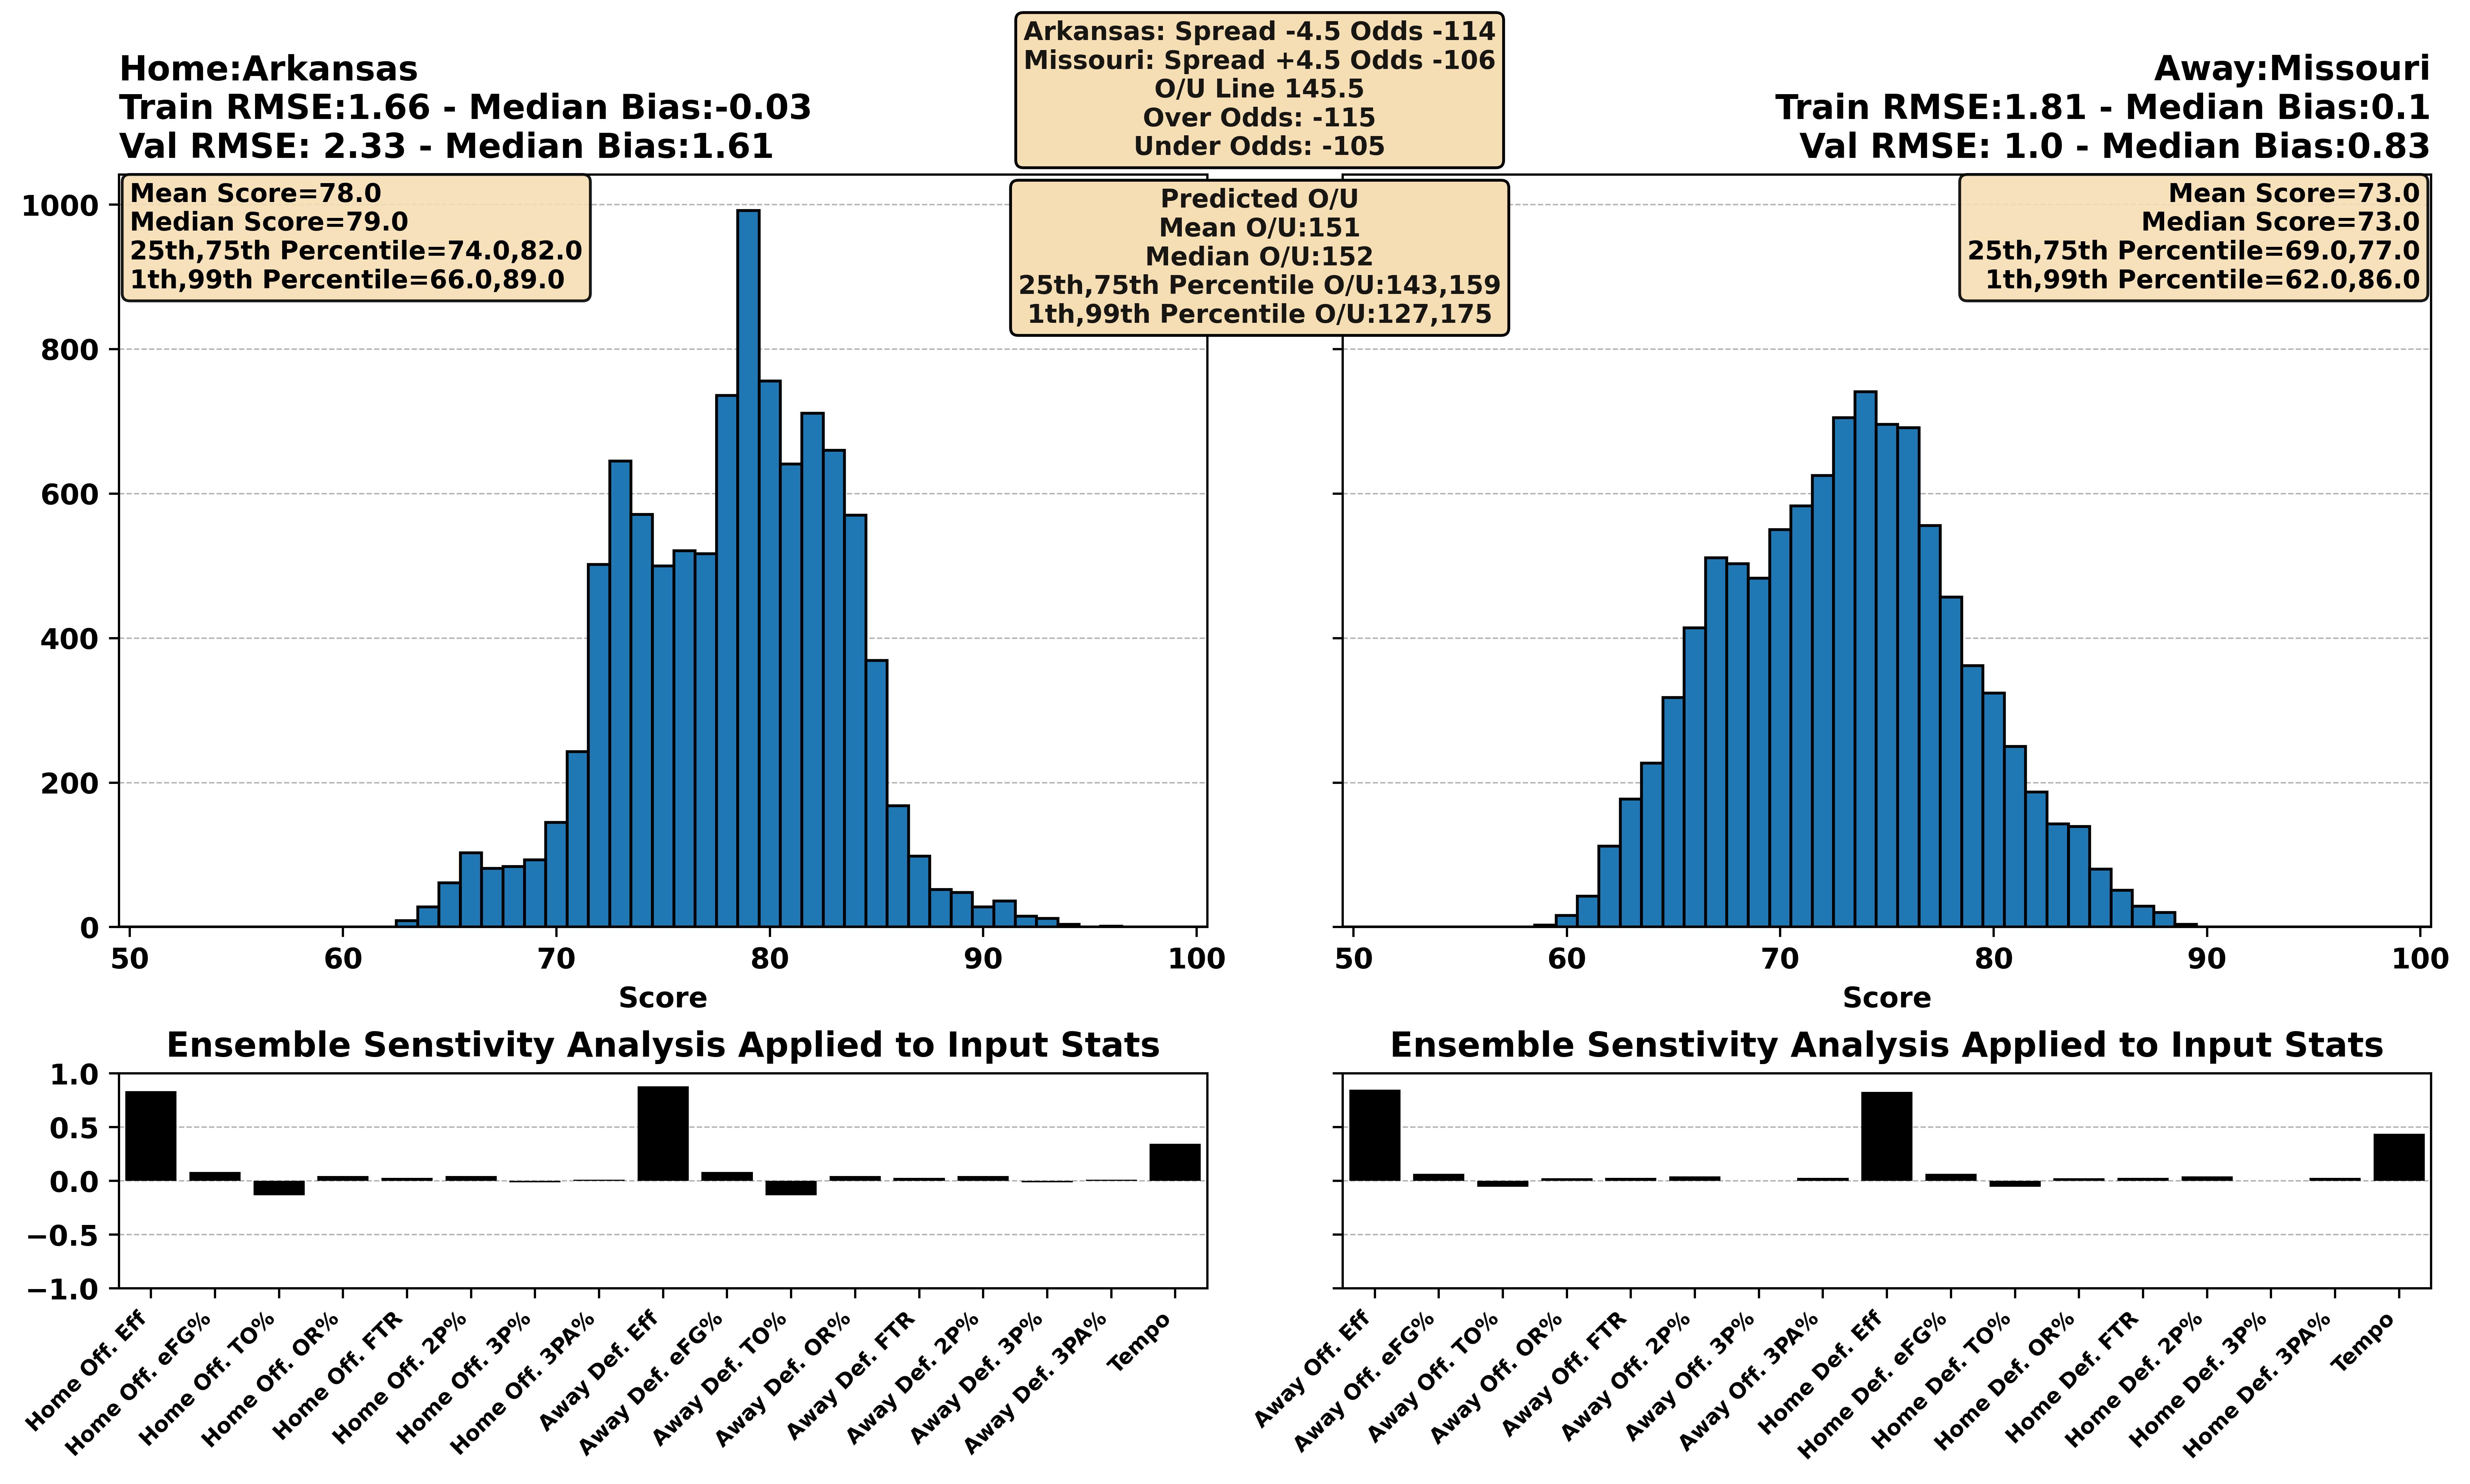 Arkansas: Spread -4.5 Odds -114
Missouri: Spread +4.5 Odds -106
O/U Line 145.5
Over Odds: -115
Under Odds: -105
Home:Arkansas
Train RMSE:1.66 - Median Bias:-0.03
Val RMSE: 2.33 - Median Bias:1.61
Away:Missouri
Train RMSE:1.81 - Median Bias:0.1
Val RMSE: 1.0 - Median Bias:0.83
Mean Score=78.0
Median Score=79.0
25th,75th Percentile=74.0,82.0
1th,99th Percentile=66.0,89.0
Predicted O/U
Mean O/U:151
Median O/U:152
25th,75th Percentile O/U:143,159
1th,99th Percentile O/U:127,175
Mean Score=73.0
Median Score=73.0
25th,75th Percentile=69.0,77.0
1th,99th Percentile=62.0,86.0
1000
800
600
400
200
0
50 60 70 80 90 100
Score
50 60 70 80 90 100
Score
Ensemble Senstivity Analysis Applied to Input Stats
1.0
0.5
0.0
−0.5
−1.0
Home Off. Eff
Home Off. eFG%
Home Off. TO%
Home Off. OR%
Home Off. FTR
Home Off. 2P%
Home Off. 3P%
Home Off. 3PA%
Away Def. Eff
Away Def. eFG%
Away Def. TO%
Away Def. OR%
Away Def. FTR
Away Def. 2P%
Away Def. 3P%
Away Def. 3PA%
Tempo
Ensemble Senstivity Analysis Applied to Input Stats
Away Off. Eff
Away Off. eFG%
Away Off. TO%
Away Off. OR%
Away Off. FTR
Away Off. 2P%
Away Off. 3P%
Away Off. 3PA%
Home Def. Eff
Home Def. eFG%
Home Def. TO%
Home Def. OR%
Home Def. FTR
Home Def. 2P%
Home Def. 3P%
Home Def. 3PA%
Tempo